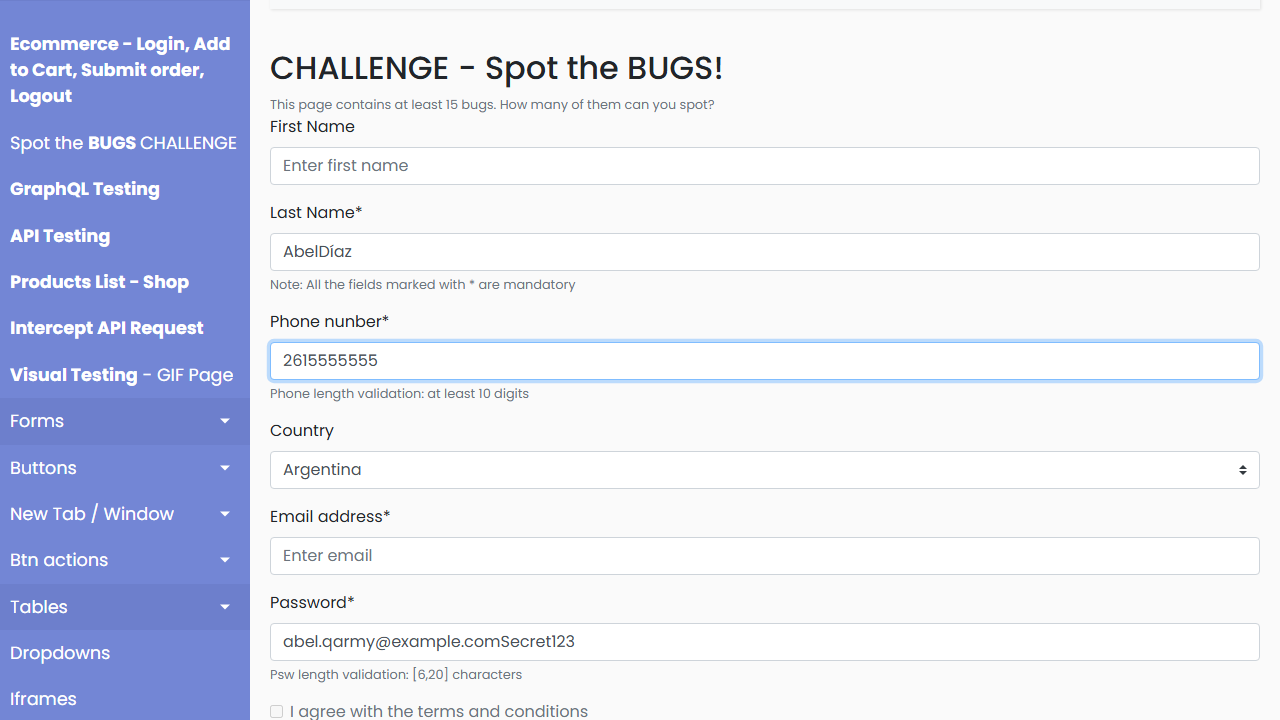 Ecommerce - Login, Add
to Cart, Submit order,
Logout
Spot the BUGS CHALLENGE
GraphQL Testing
API Testing
Products List - Shop
Intercept API Request
Visual Testing - GIF Page
Forms
Buttons
New Tab / Window
Btn actions
Tables
Dropdowns
Iframes
CHALLENGE - Spot the BUGS!
This page contains at least 15 bugs. How many of them can you spot?
First Name
Enter first name
Last Name*
AbelDíaz
Note: All the fields marked with * are mandatory
Phone nunber*
2615555555
Phone length validation: at least 10 digits
Country
Argentina
Email address*
Enter email
Password*
abel.qarmy@example.comSecret123
Psw length validation: [6,20] characters
I agree with the terms and conditions